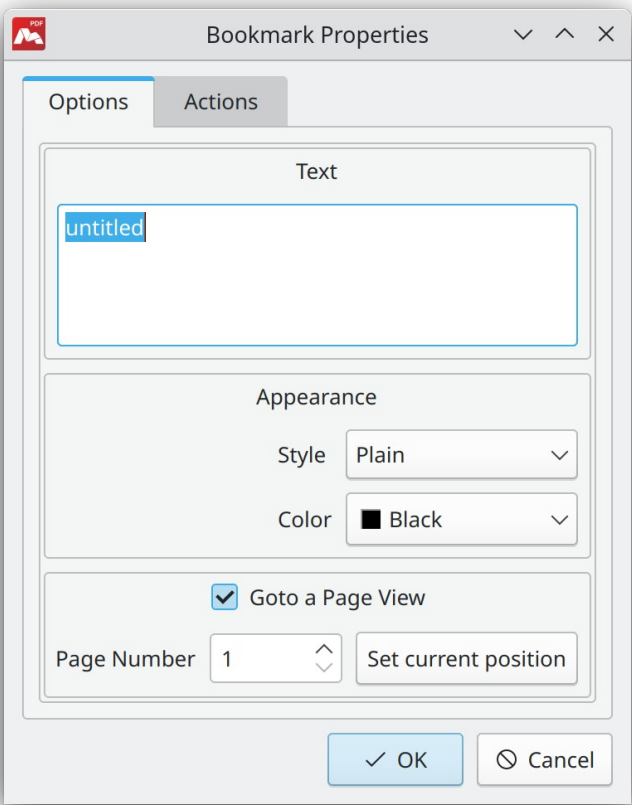 PDF
Bookmark Properties
Options
Actions
Text
untitled
Appearance
Style Plain
Color Black
Goto a Page View
Page Number 1 Set current position
OK Cancel